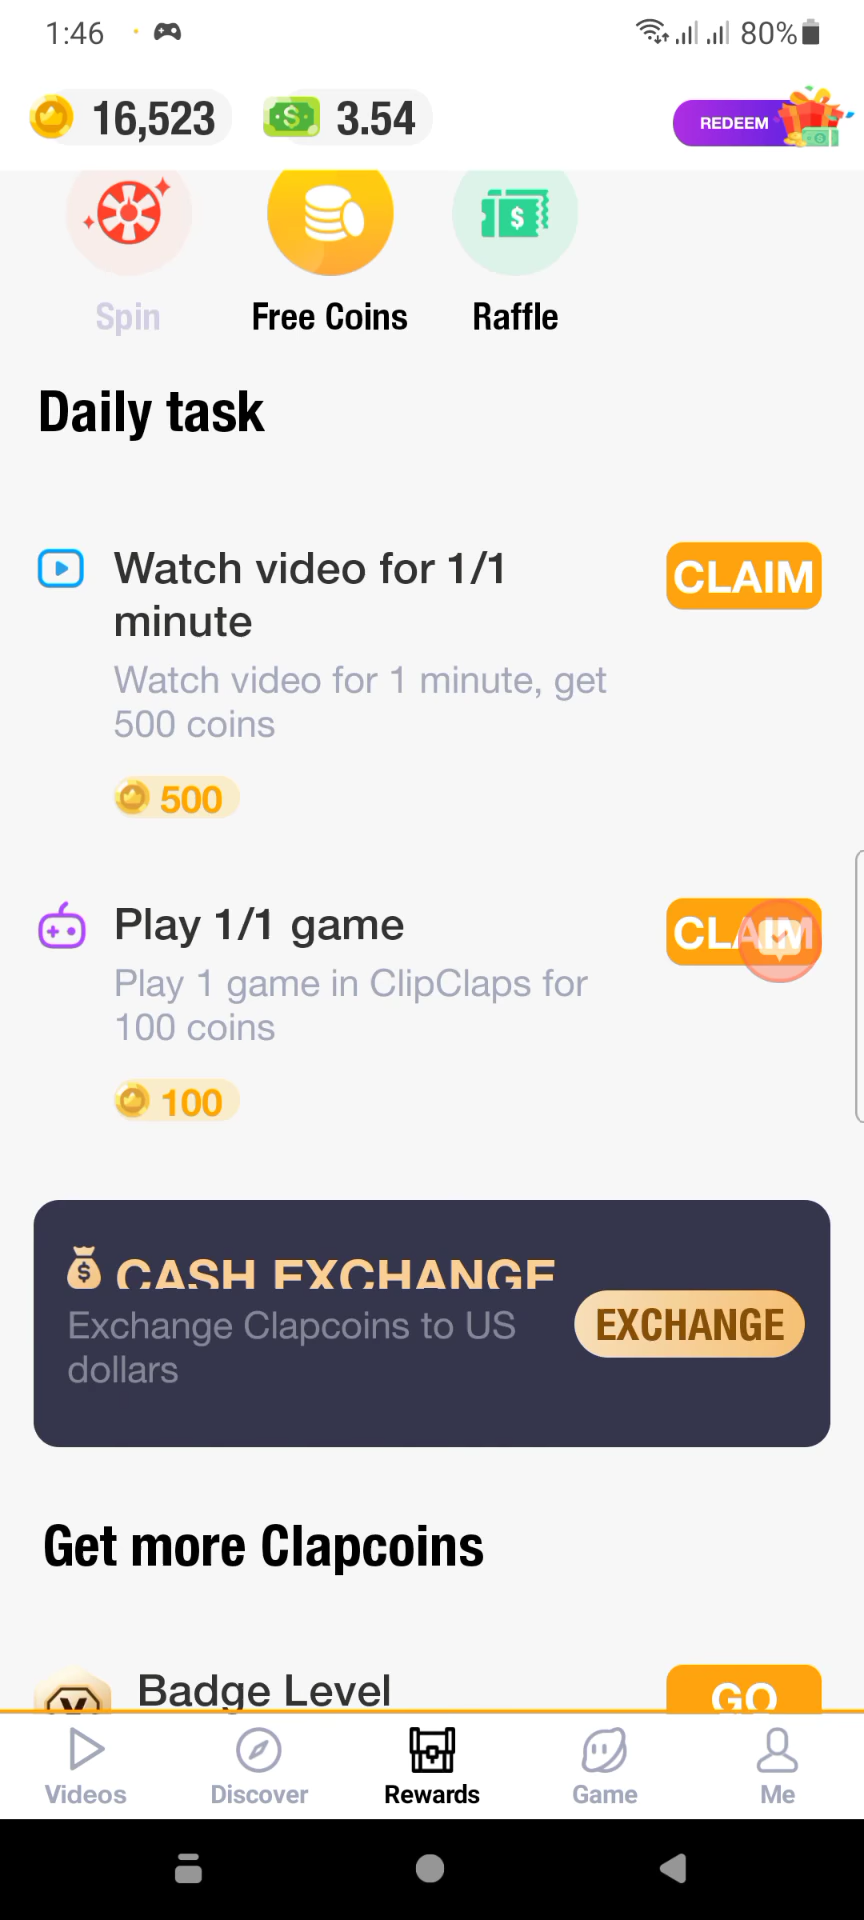 1:46
80%
16,523
3.54
REDEEM
Spin
Free Coins
Raffle
Daily task
Watch video for 1/1
minute
CLAIM
Watch video for 1 minute, get
500 coins
500
Play 1/1 game
CLAIM
Play 1 game in ClipClaps for
100 coins
100
CASH EXCHANGE
Exchange Clapcoins to US
dollars
EXCHANGE
Get more Clapcoins
Badge Level
GO
Videos
Discover
Rewards
Game
Me